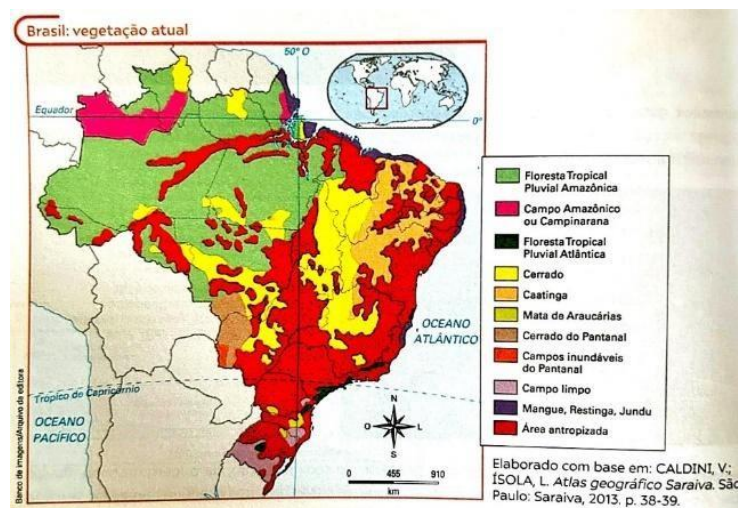 Brasil: vegetação atual
50° O
Equador
0°
Floresta Tropical
Pluvial Amazônica
Campo Amazônico
ou Campinarana
Floresta Tropical
Pluvial Atlântica
Cerrado
Caatinga
Mata de Araucárias
Cerrado do Pantanal
Campos inundáveis
do Pantanal
Campo limpo
Mangue, Restinga, Jundu
Área antropizada
OCEANO
ATLÂNTICO
Trópico de Capricórnio
OCEANO
PACÍFICO
N
O
L
S
0 455 910
km
Banco de imagens/Arquivo da editora
Elaborado com base em: CALDINI, V.;
ÍSOLA, L. Atlas geográfico Saraiva. São
Paulo: Saraiva, 2013. p. 38-39.